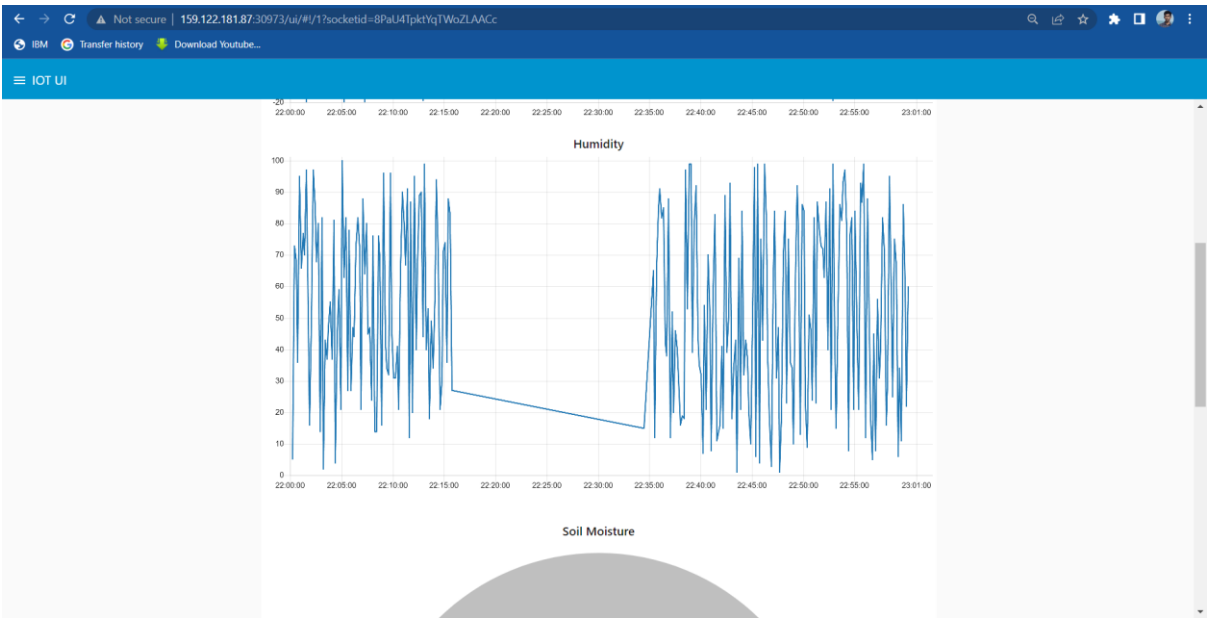 Not secure | 159.122.181.87:30973/ui/#!/1?socketid=8PaU4TpktYqTWoZLAACc
IBM Transfer history Download Youtube...
IOT UI
-20
22:00:00 22:05:00 22:10:00 22:15:00 22:20:00 22:25:00 22:30:00 22:35:00 22:40:00 22:45:00 22:50:00 22:55:00 23:01:00
Humidity
100
90
80
70
60
50
40
30
20
10
0
22:00:00 22:05:00 22:10:00 22:15:00 22:20:00 22:25:00 22:30:00 22:35:00 22:40:00 22:45:00 22:50:00 22:55:00 23:01:00
Soil Moisture